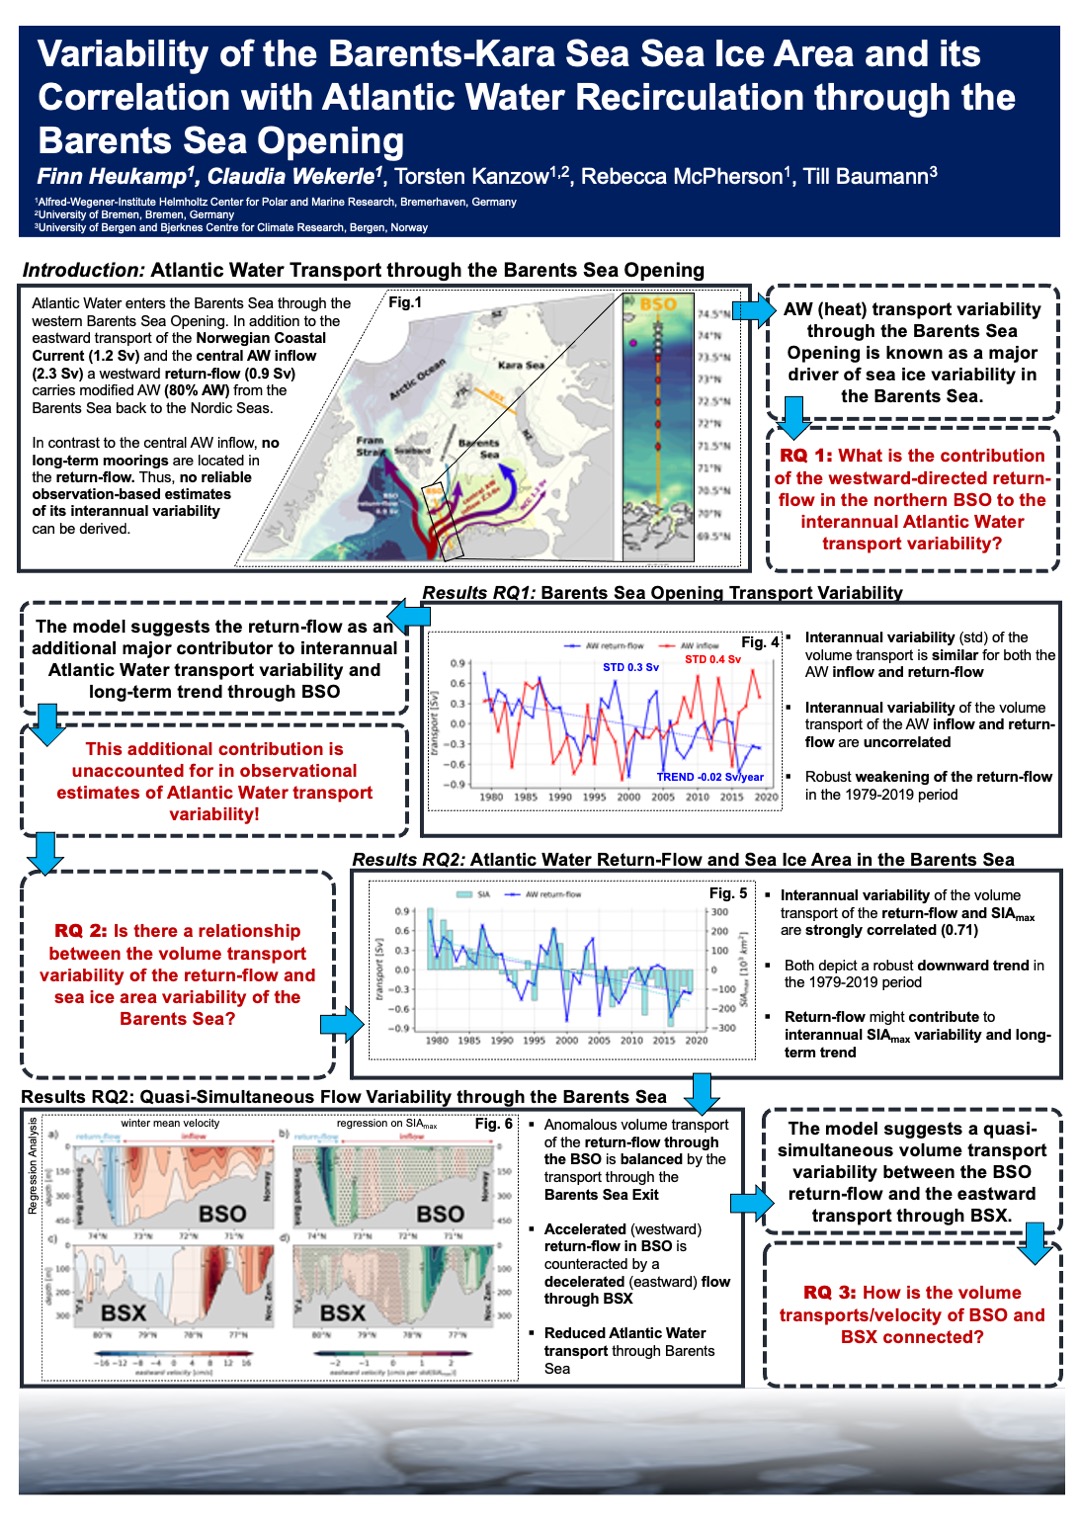 Variability of the Barents-Kara Sea Sea Ice Area and its
Correlation with Atlantic Water Recirculation through the
Barents Sea Opening
Finn Heukamp1, Claudia Wekerle1, Torsten Kanzow1,2, Rebecca McPherson1, Till Baumann3
1Alfred-Wegener-Institute Helmholtz Center for Polar and Marine Research, Bremerhaven, Germany
2University of Bremen, Bremen, Germany
3University of Bergen and Bjerknes Centre for Climate Research, Bergen, Norway
Introduction: Atlantic Water Transport through the Barents Sea Opening
Atlantic Water enters the Barents Sea through the
western Barents Sea Opening. In addition to the
eastward transport of the Norwegian Coastal
Current (1.2 Sv) and the central AW inflow
(2.3 Sv) a westward return-flow (0.9 Sv)
carries modified AW (80% AW) from the
Barents Sea back to the Nordic Seas.
In contrast to the central AW inflow, no
long-term moorings are located in
the return-flow. Thus, no reliable
observation-based estimates
of its interannual variability
can be derived.
Fig.1
Arctic Ocean
Kara Sea
Fram
Strait
Svalbard
Barents
Sea
BSX
BSO
74.5°N
74°N
73.5°N
73°N
72.5°N
72°N
71.5°N
71°N
70.5°N
70°N
69.5°N
AW (heat) transport variability
through the Barents Sea
Opening is known as a major
driver of sea ice variability in
the Barents Sea.
RQ 1: What is the contribution
of the westward-directed return-
flow in the northern BSO to the
interannual Atlantic Water
transport variability?
Results RQ1: Barents Sea Opening Transport Variability
The model suggests the return-flow as an
additional major contributor to interannual
Atlantic Water transport variability and
long-term trend through BSO
This additional contribution is
unaccounted for in observational
estimates of Atlantic Water transport
variability!
Fig. 4
AW return-flow
AW inflow
STD 0.3 Sv
STD 0.4 Sv
TREND -0.02 Sv/year
transport [Sv]
0.9
0.6
0.3
0.0
−0.3
−0.6
−0.9
1980 1985 1990 1995 2000 2005 2010 2015 2020
▪ Interannual variability (std) of the
volume transport is similar for both the
AW inflow and return-flow
▪ Interannual variability of the volume
transport of the AW inflow and return-
flow are uncorrelated
▪ Robust weakening of the return-flow
in the 1979-2019 period
Results RQ2: Atlantic Water Return-Flow and Sea Ice Area in the Barents Sea
RQ 2: Is there a relationship
between the volume transport
variability of the return-flow and
sea ice area variability of the
Barents Sea?
Fig. 5
SIA
AW return-flow
transport [Sv]
0.9
0.6
0.3
0.0
−0.3
−0.6
−0.9
300
200
100
0
−100
−200
−300
SIAmax [10³ km²]
1980 1985 1990 1995 2000 2005 2010 2015 2020
▪ Interannual variability of the volume
transport of the return-flow and SIAmax
are strongly correlated (0.71)
▪ Both depict a robust downward trend in
the 1979-2019 period
▪ Return-flow might contribute to
interannual SIAmax variability and long-
term trend
Results RQ2: Quasi-Simultaneous Flow Variability through the Barents Sea
Regression Analysis
winter mean velocity
regression on SIAmax
Fig. 6
a)
return-flow
inflow
b)
return-flow
inflow
depth [m]
0
150
300
450
Svalbard Bank
Norway
BSO
74°N 73°N 72°N 71°N
Svalbard Bank
Norway
BSO
0
150
300
450
74°N 73°N 72°N 71°N
c)
depth [m]
0
100
200
300
FJL
Nov. Zem.
BSX
80°N 79°N 78°N 77°N
d)
FJL
Nov. Zem.
BSX
0
100
200
300
80°N 79°N 78°N 77°N
−16 −12 −8 −4 0 4 8 12 16
eastward velocity [cm/s]
−2 −1 0 1 2
eastward velocity [cm/s per std(SIAmax)]
▪ Anomalous volume transport
of the return-flow through
the BSO is balanced by the
transport through the
Barents Sea Exit
▪ Accelerated (westward)
return-flow in BSO is
counteracted by a
decelerated (eastward) flow
through BSX
▪ Reduced Atlantic Water
transport through Barents
Sea
The model suggests a quasi-
simultaneous volume transport
variability between the BSO
return-flow and the eastward
transport through BSX.
RQ 3: How is the volume
transports/velocity of BSO and
BSX connected?